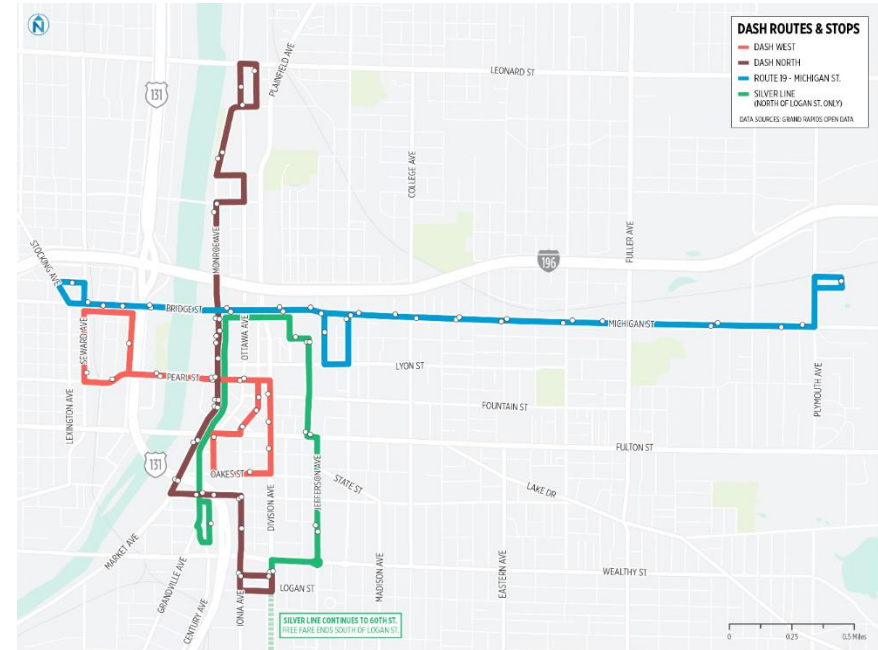 N
DASH ROUTES & STOPS
DASH WEST
DASH NORTH
ROUTE 19 - MICHIGAN ST.
SILVER LINE
(NORTH OF LOGAN ST. ONLY)
DATA SOURCES: GRAND RAPIDS OPEN DATA
PLAINFIELD AVE
LEONARD ST
131
COLLEGE AVE
FULLER AVE
STOCKING AVE
MONROE AVE
196
BRIDGE ST
SEWARD AVE
OTTAWA AVE
MICHIGAN ST
LYON ST
PEARL ST
PLYMOUTH AVE
LEXINGTON AVE
FOUNTAIN ST
FULTON ST
131
OAKES ST
STATE ST
JEFFERSON AVE
DIVISION AVE
LAKE DR
MARKET AVE
GRANDVILLE AVE
MADISON AVE
EASTERN AVE
WEALTHY ST
LOGAN ST
IONIA AVE
CENTURY AVE
SILVER LINE CONTINUES TO 60TH ST.
FREE FARE ENDS SOUTH OF LOGAN ST.
0 0.25 0.5 Miles